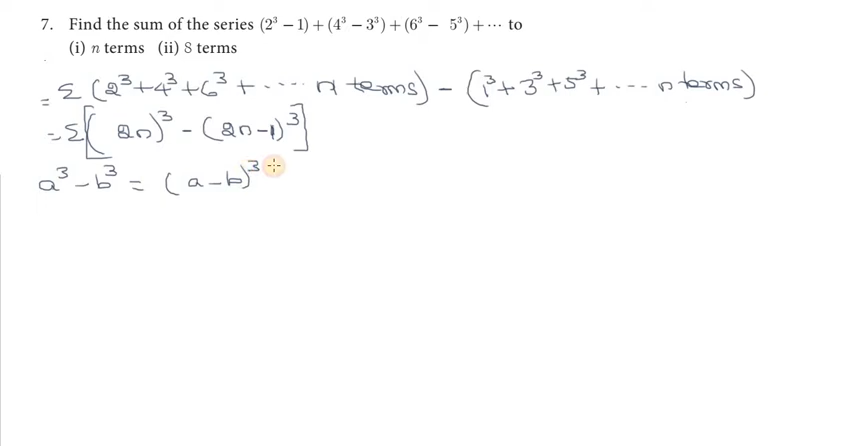 7. Find the sum of the series (2³ − 1) + (4³ − 3³) + (6³ − 5³) + ⋯ to
(i) n terms (ii) 8 terms
= Σ (2³ + 4³ + 6³ + ..... n terms) − (1³ + 3³ + 5³ + .... n terms)
= Σ[(2n)³ − (2n−1)³]
a³ − b³ = (a − b)³